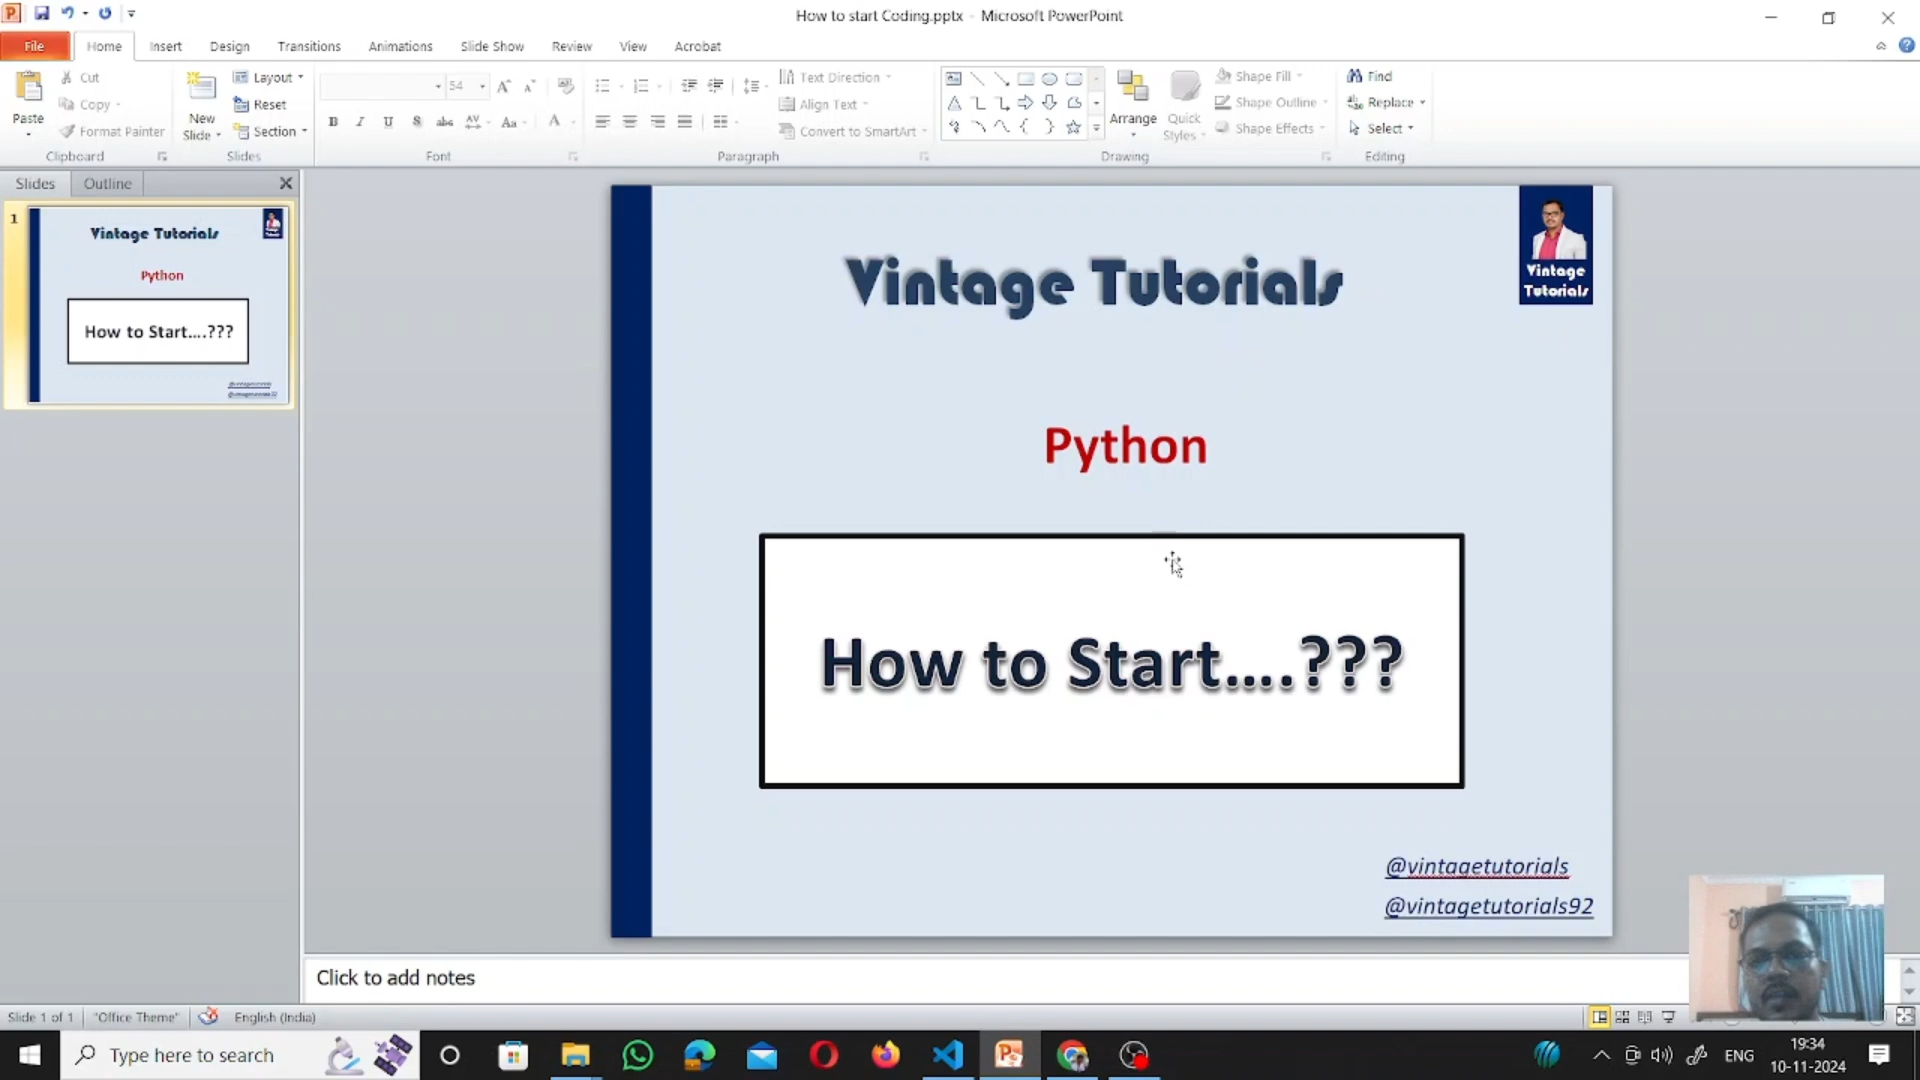 How to start Coding.pptx - Microsoft PowerPoint
File
Home
Insert
Design
Transitions
Animations
Slide Show
Review
View
Acrobat
Paste
Cut
Copy
Format Painter
Clipboard
New
Slide
Layout
Reset
Section
Slides
54
Font
Text Direction
Align Text
Convert to SmartArt
Paragraph
Arrange
Quick
Styles
Shape Fill
Shape Outline
Shape Effects
Drawing
Find
Replace
Select
Editing
Slides
Outline
1
Vintage Tutorials
Python
How to Start....???
@vintagetutorials
@vintagetutorials92
Vintage Tutorials
Vintage
Tutorials
Python
How to Start....???
@vintagetutorials
@vintagetutorials92
Click to add notes
Slide 1 of 1
"Office Theme"
English (India)
Type here to search
ENG
19:34
10-11-2024